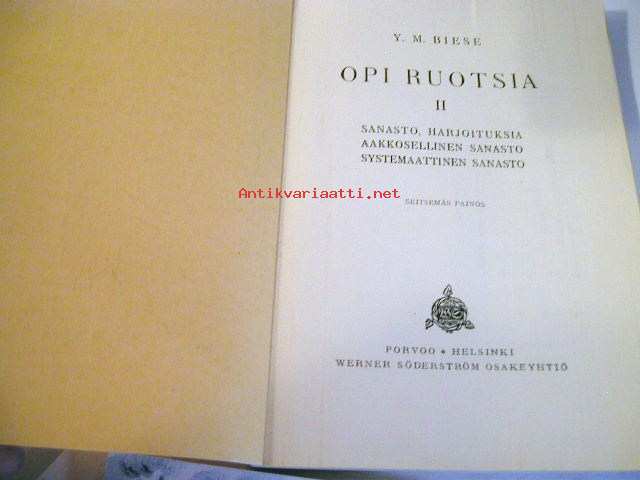 Y. M. BIESE
OPI RUOTSIA
II
SANASTO, HARJOITUKSIA
AAKKOSELLINEN SANASTO
SYSTEMAATTINEN SANASTO
Antikvariaatti.net
SEITSEMÄS PAINOS
PORVOO • HELSINKI
WERNER SÖDERSTRÖM OSAKEYHTIÖ